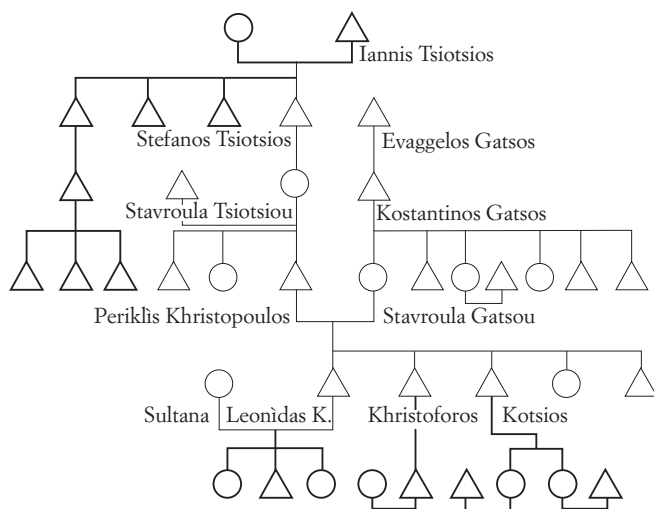 Iannis Tsiotsios
Stefanos Tsiotsios
Evaggelos Gatsos
Stavroula Tsiotsiou
Kostantinos Gatsos
Periklìs Khristopoulos
Stavroula Gatsou
Sultana
Leonìdas K.
Khristoforos
Kotsios